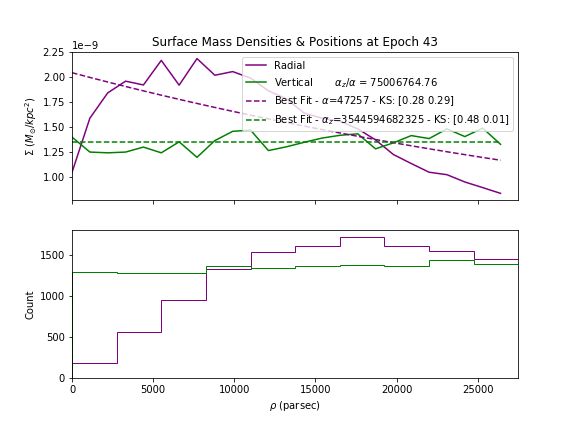 Surface Mass Densities & Positions at Epoch 43
1e−9
2.25
2.00
1.75
1.50
1.25
1.00
Σ (M⊙/kpc²)
Radial
Vertical α_z/α = 75006764.76
Best Fit - α=47257 - KS: [0.28 0.29]
Best Fit - α_z=3544594682325 - KS: [0.48 0.01]
1500
1000
500
0
Count
0 5000 10000 15000 20000 25000
ρ (parsec)